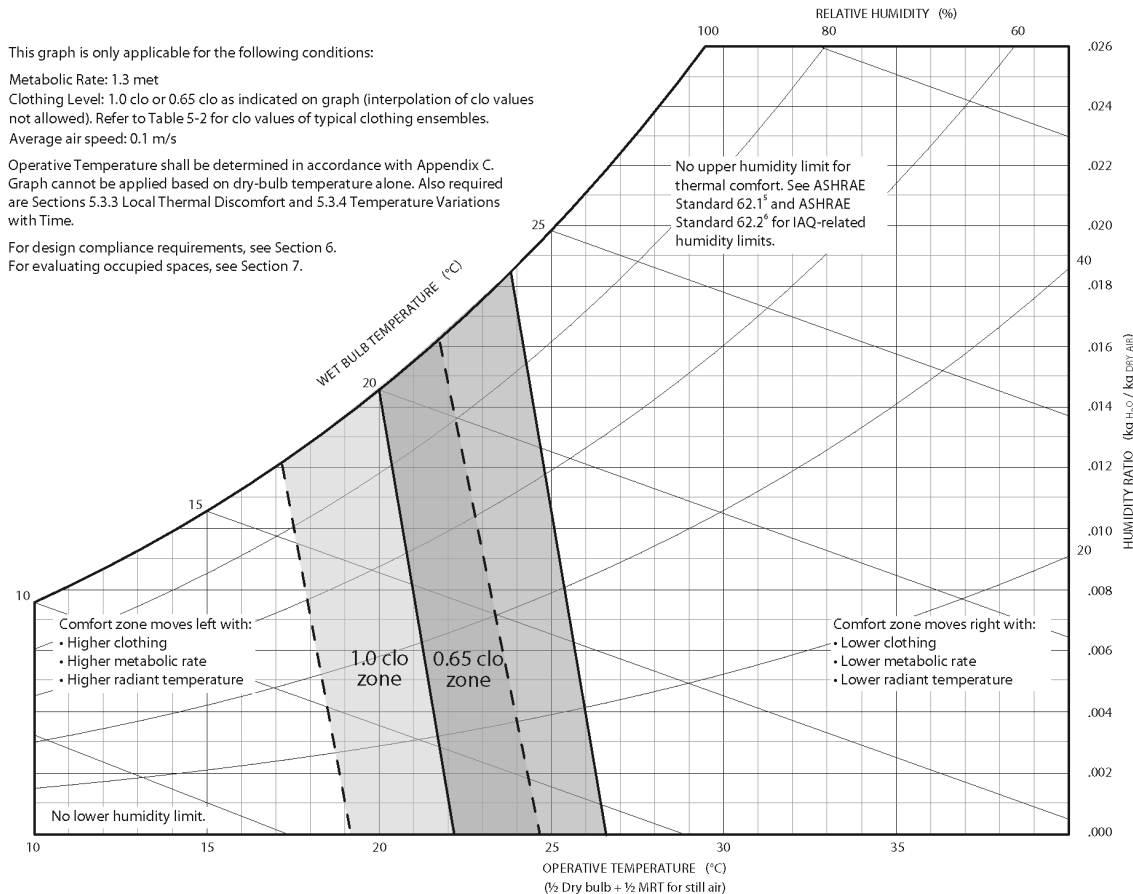 RELATIVE HUMIDITY (%)
100
80
60
This graph is only applicable for the following conditions:
Metabolic Rate: 1.3 met
Clothing Level: 1.0 clo or 0.65 clo as indicated on graph (interpolation of clo values
not allowed). Refer to Table 5-2 for clo values of typical clothing ensembles.
Average air speed: 0.1 m/s
Operative Temperature shall be determined in accordance with Appendix C.
Graph cannot be applied based on dry-bulb temperature alone. Also required
are Sections 5.3.3 Local Thermal Discomfort and 5.3.4 Temperature Variations
with Time.
For design compliance requirements, see Section 6.
For evaluating occupied spaces, see Section 7.
No upper humidity limit for
thermal comfort. See ASHRAE
Standard 62.1⁵ and ASHRAE
Standard 62.2⁶ for IAQ-related
humidity limits.
WET BULB TEMPERATURE (°C)
25
20
15
10
40
20
.026
.024
.022
.020
.018
.016
.014
.012
.010
.008
.006
.004
.002
.000
HUMIDITY RATIO (kg H₂O / kg DRY AIR)
Comfort zone moves left with:
• Higher clothing
• Higher metabolic rate
• Higher radiant temperature
1.0 clo
zone
0.65 clo
zone
Comfort zone moves right with:
• Lower clothing
• Lower metabolic rate
• Lower radiant temperature
No lower humidity limit.
10
15
20
25
30
35
OPERATIVE TEMPERATURE (°C)
(½ Dry bulb + ½ MRT for still air)